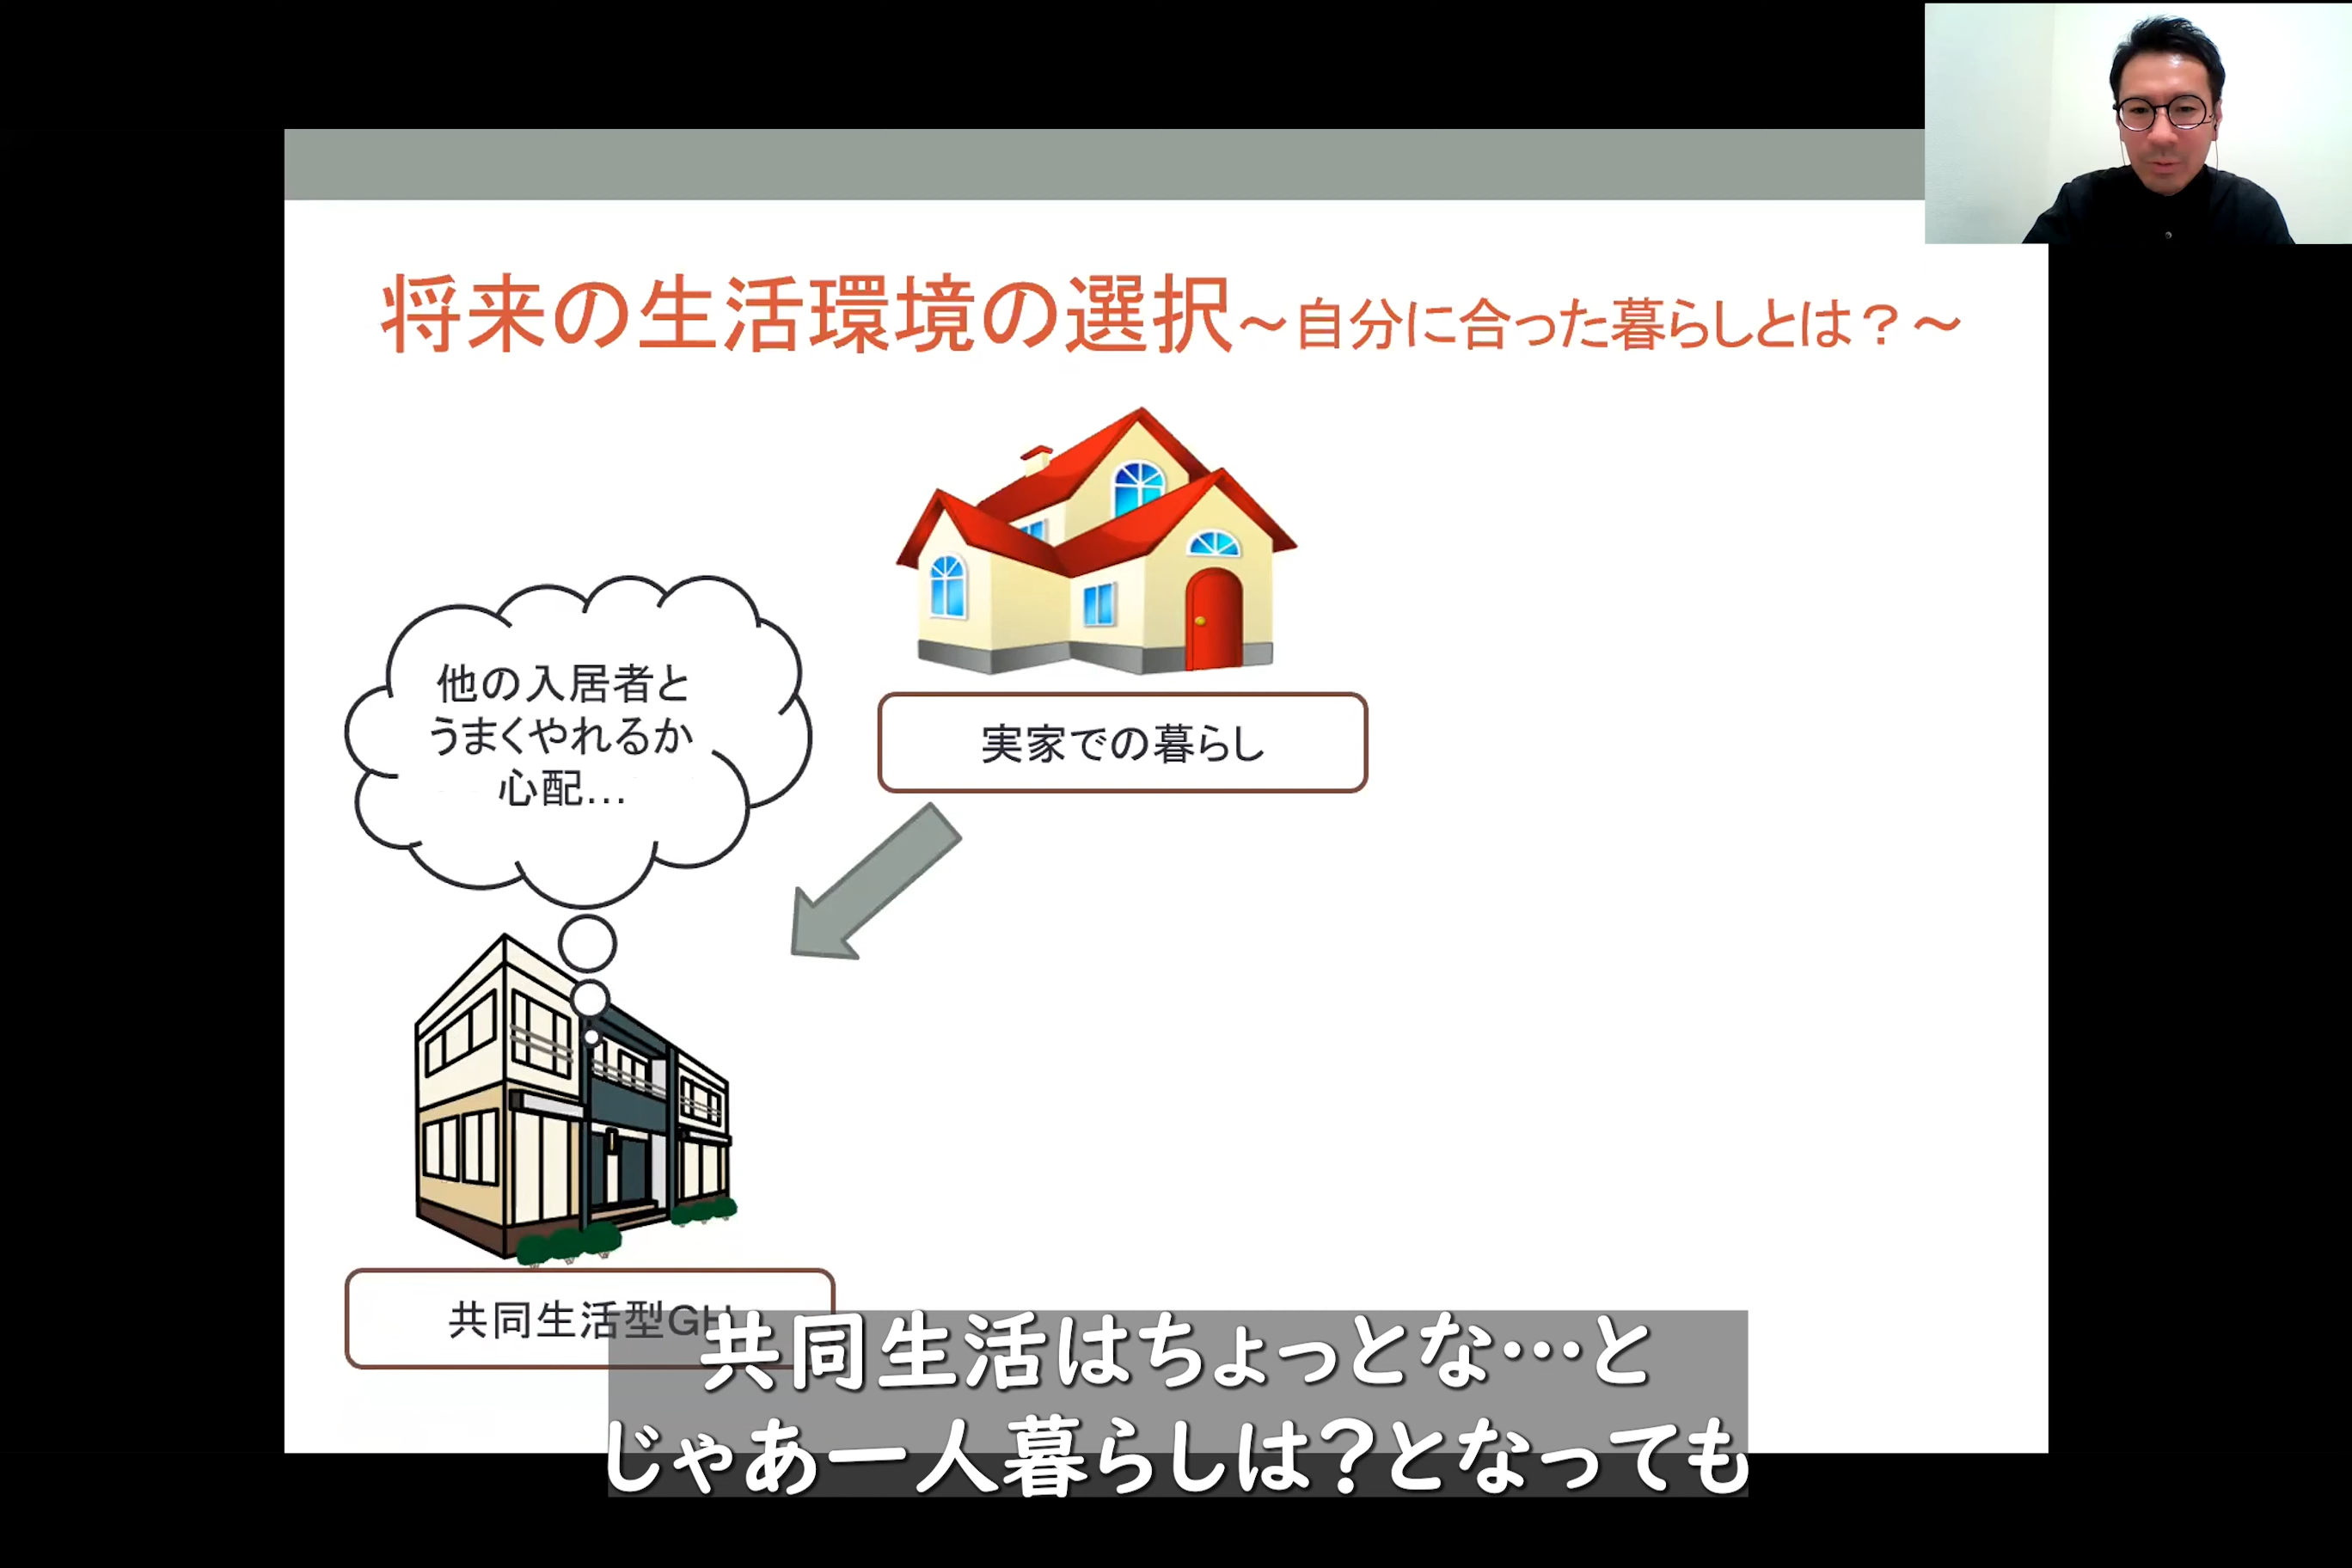 将来の生活環境の選択～自分に合った暮らしとは？～
他の入居者と
うまくやれるか
心配…
実家での暮らし
共同生活型GH
共同生活はちょっとな…と
じゃあ一人暮らしは?となっても